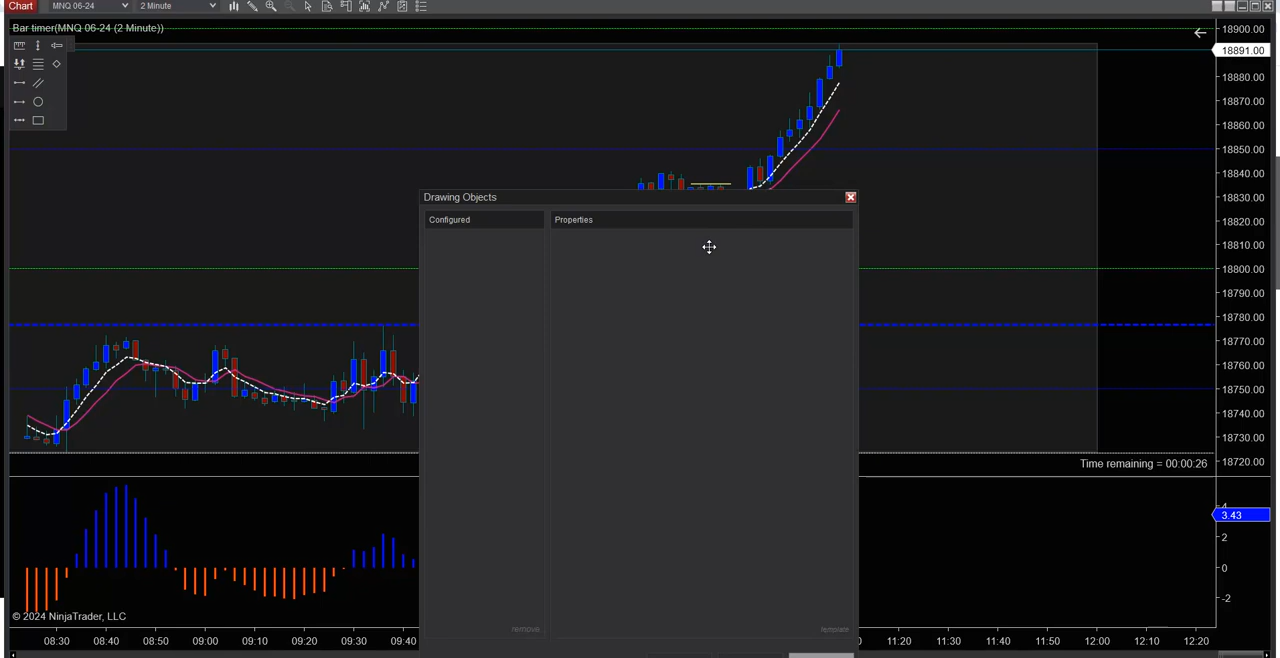 Chart MNQ 06-24 2 Minute
Bar timer(MNQ 06-24 (2 Minute))
18900.00
18891.00
18880.00
18870.00
18860.00
18850.00
18840.00
18830.00
18820.00
18810.00
18800.00
18790.00
18780.00
18770.00
18760.00
18750.00
18740.00
18730.00
18720.00
Drawing Objects
Configured
Properties
remove
template
Time remaining = 00:00:26
4
3.43
2
0
-2
© 2024 NinjaTrader, LLC
08:30 08:40 08:50 09:00 09:10 09:20 09:30 09:40 11:20 11:30 11:40 11:50 12:00 12:10 12:20